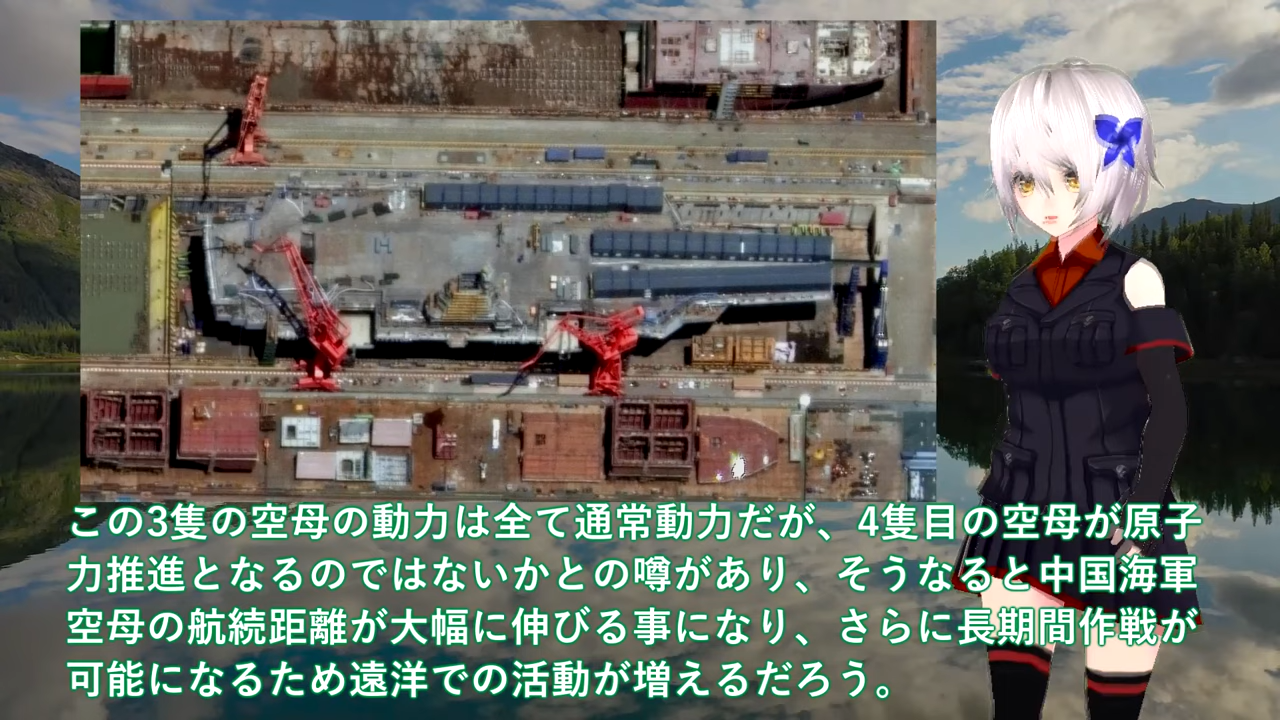 H
この3隻の空母の動力は全て通常動力だが、4隻目の空母が原子
力推進となるのではないかとの噂があり、そうなると中国海軍
空母の航続距離が大幅に伸びる事になり、さらに長期間作戦が
可能になるため遠洋での活動が増えるだろう。